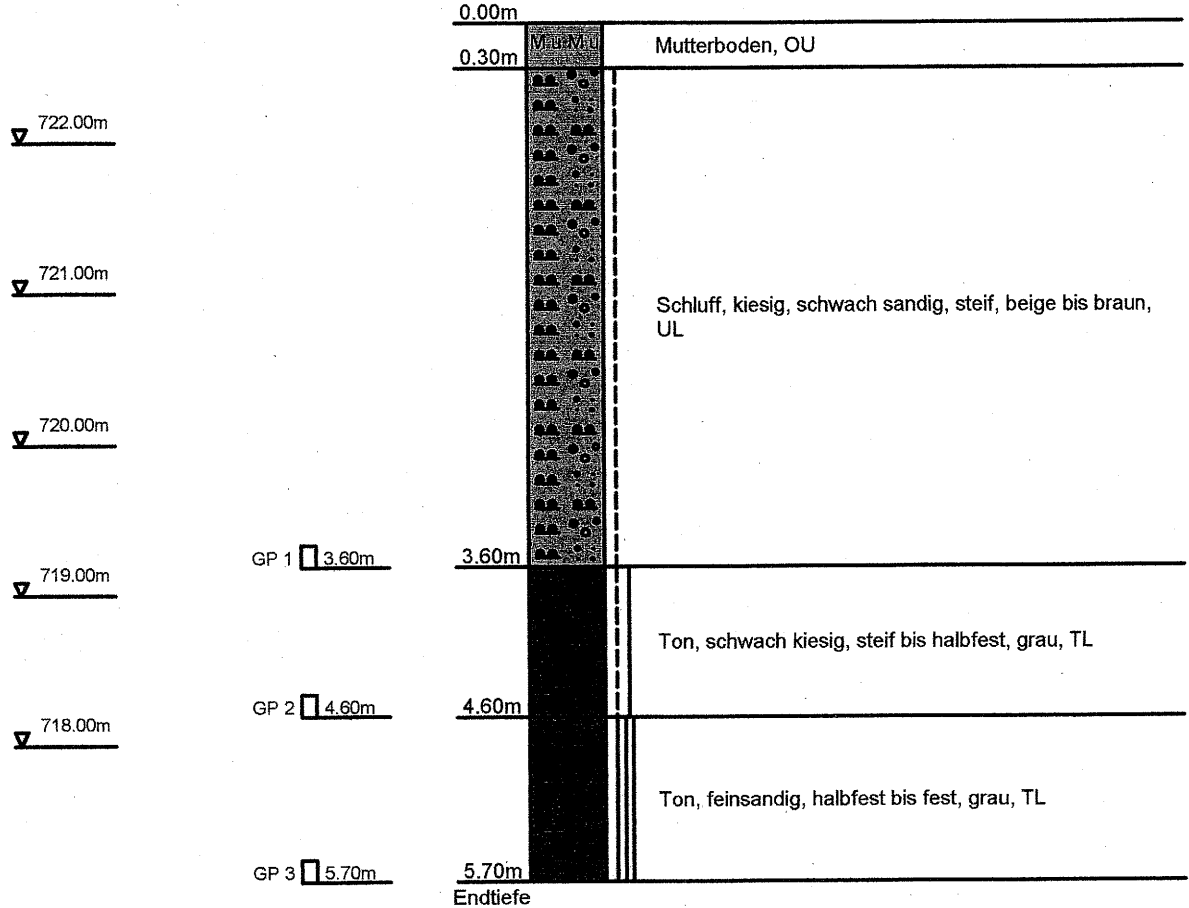 0.00m
Mu Mu
Mutterboden, OU
0.30m
722.00m
721.00m
Schluff, kiesig, schwach sandig, steif, beige bis braun,
UL
720.00m
GP 1 3.60m
3.60m
719.00m
Ton, schwach kiesig, steif bis halbfest, grau, TL
GP 2 4.60m
4.60m
718.00m
Ton, feinsandig, halbfest bis fest, grau, TL
GP 3 5.70m
5.70m
Endtiefe